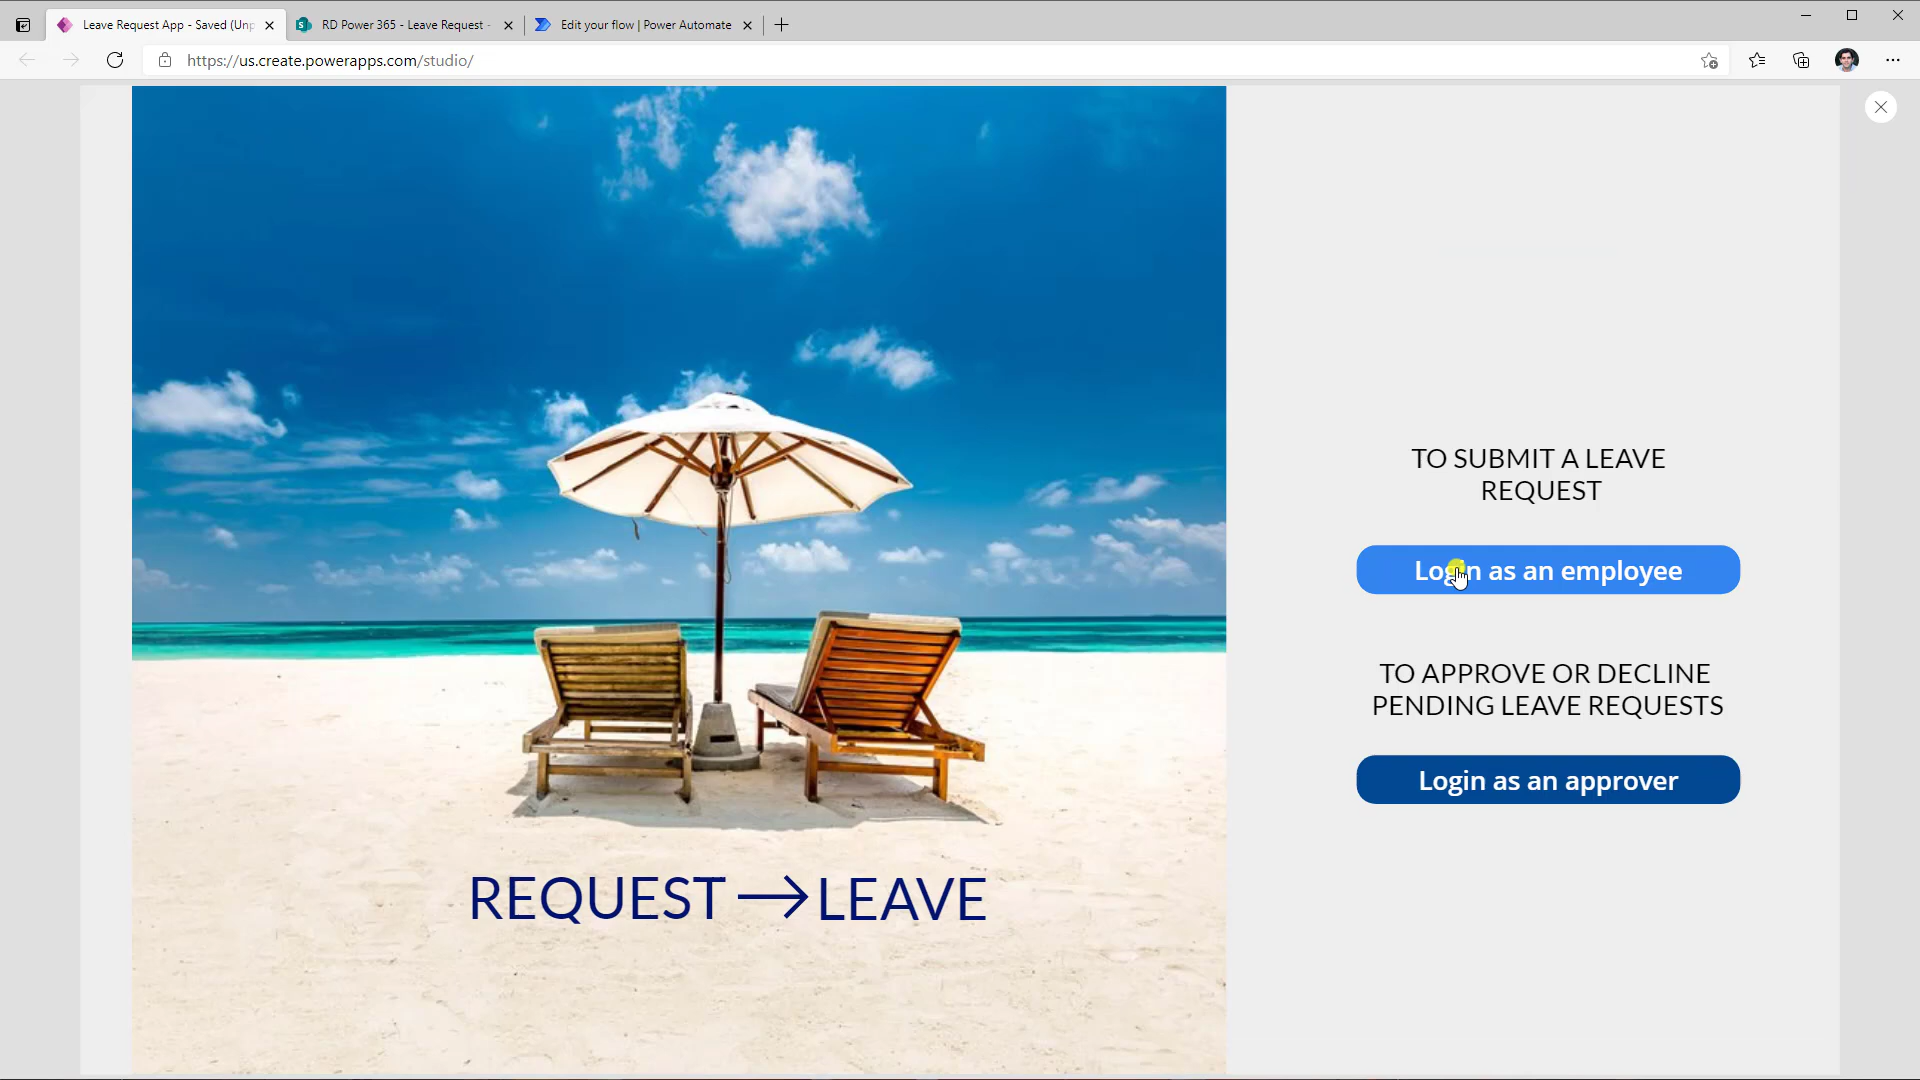 Leave Request App - Saved (Unp
RD Power 365 - Leave Request -
Edit your flow | Power Automate
https://us.create.powerapps.com/studio/
TO SUBMIT A LEAVE
REQUEST
Login as an employee
TO APPROVE OR DECLINE
PENDING LEAVE REQUESTS
Login as an approver
REQUEST → LEAVE